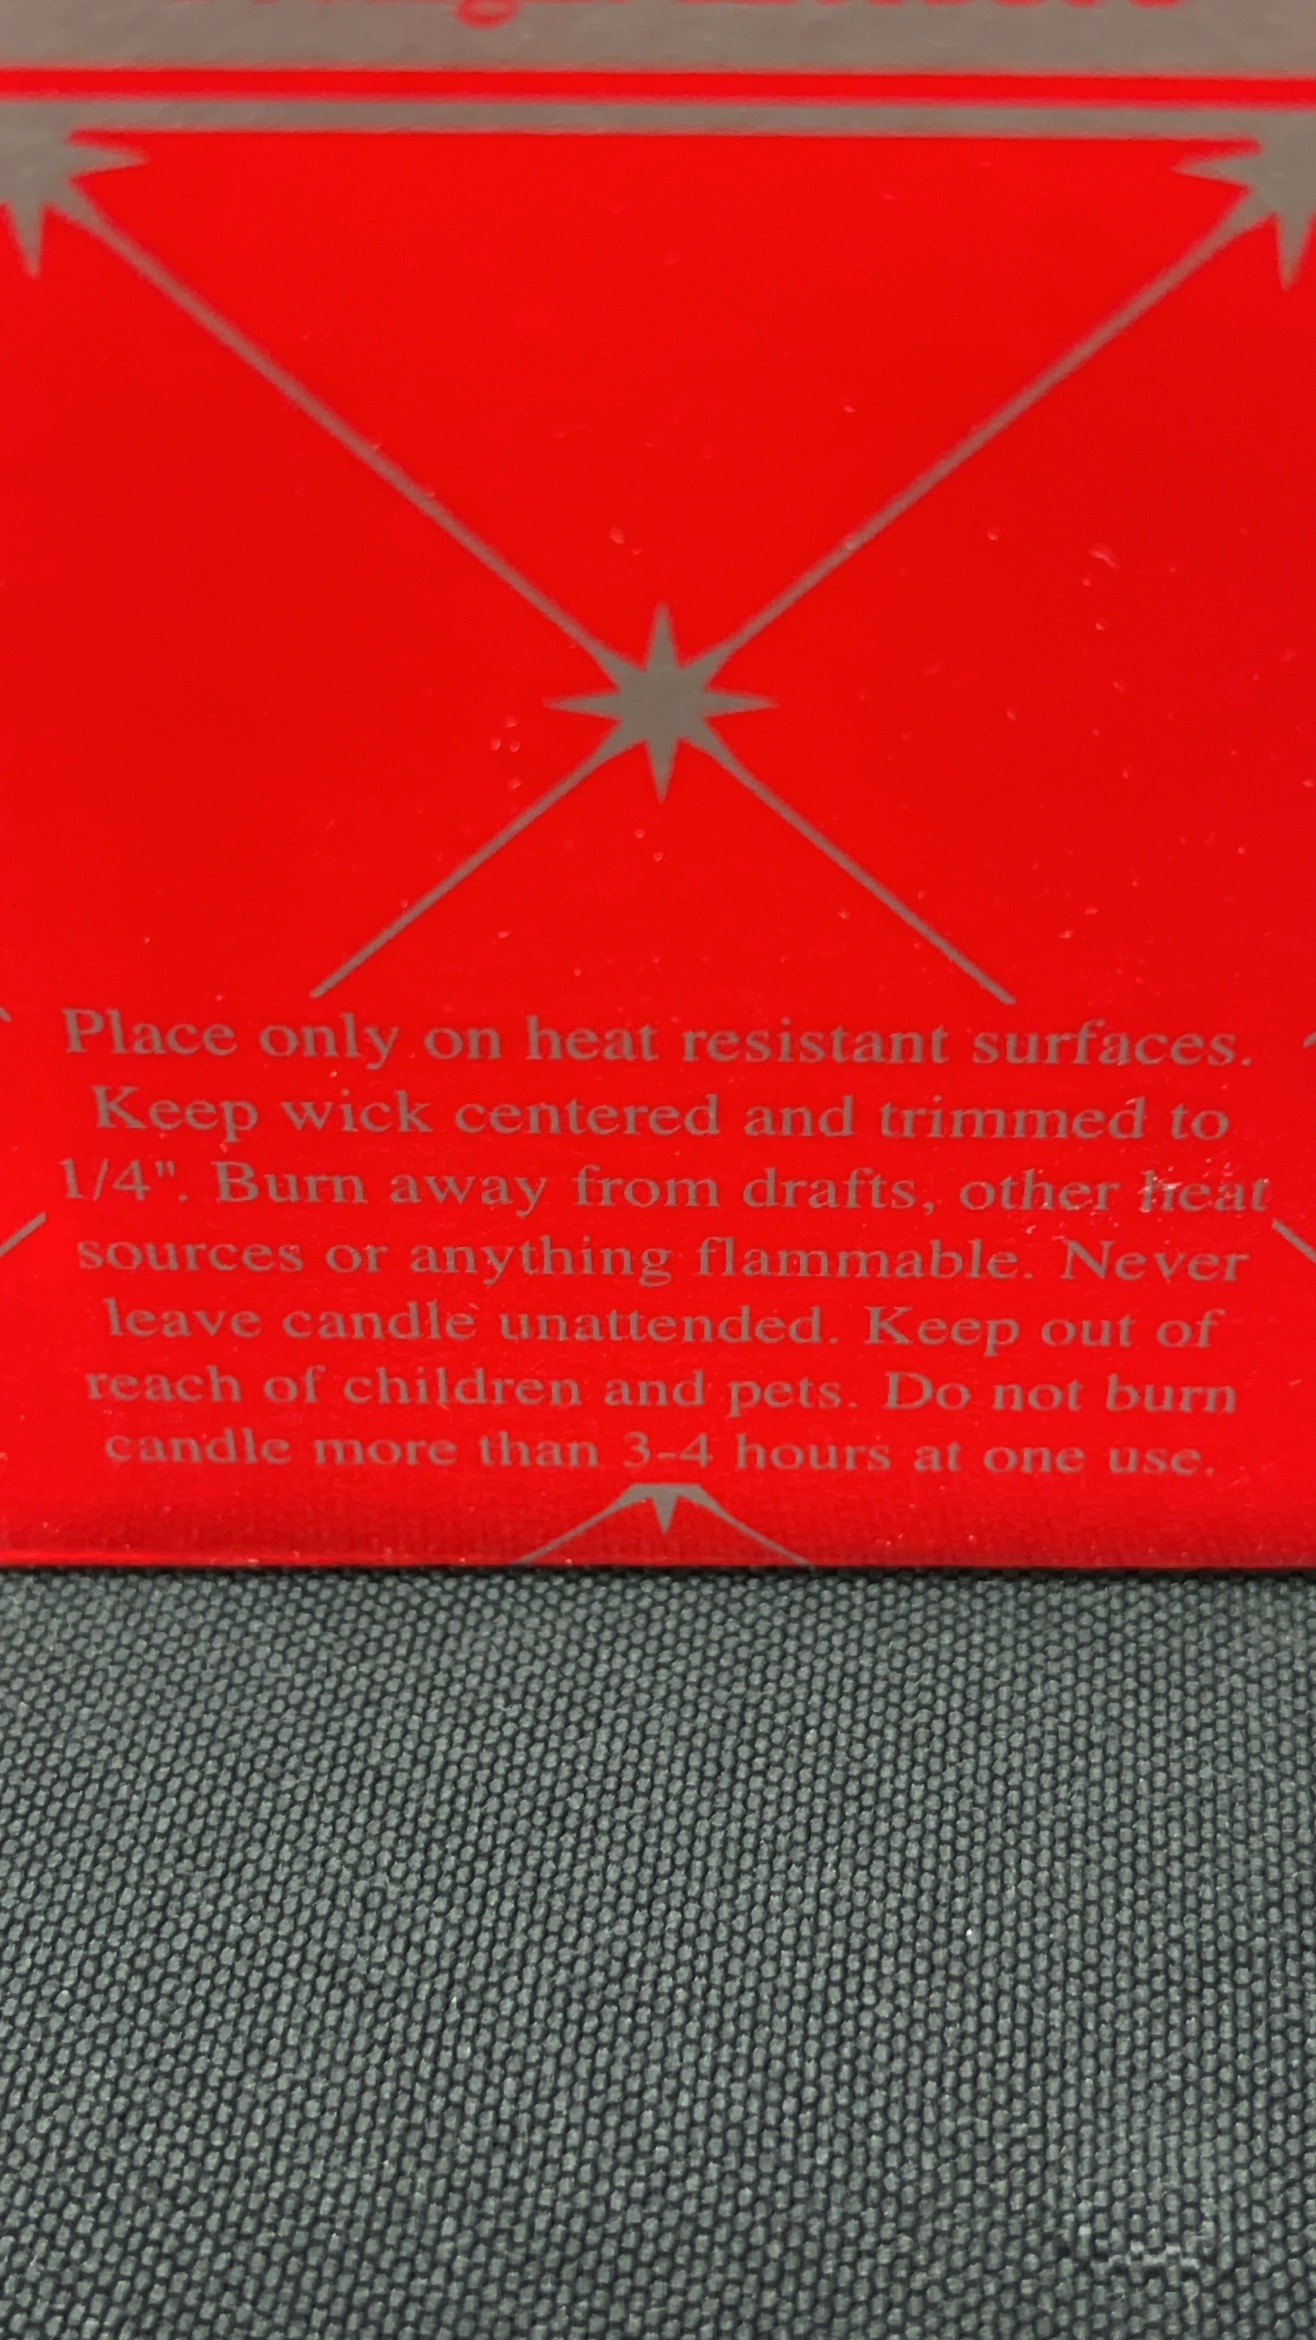 Place only on heat resistant surfaces.
Keep wick centered and trimmed to
1/4". Burn away from drafts, other heat
sources or anything flammable. Never
leave candle unattended. Keep out of
reach of children and pets. Do not burn
candle more than 3-4 hours at one use.